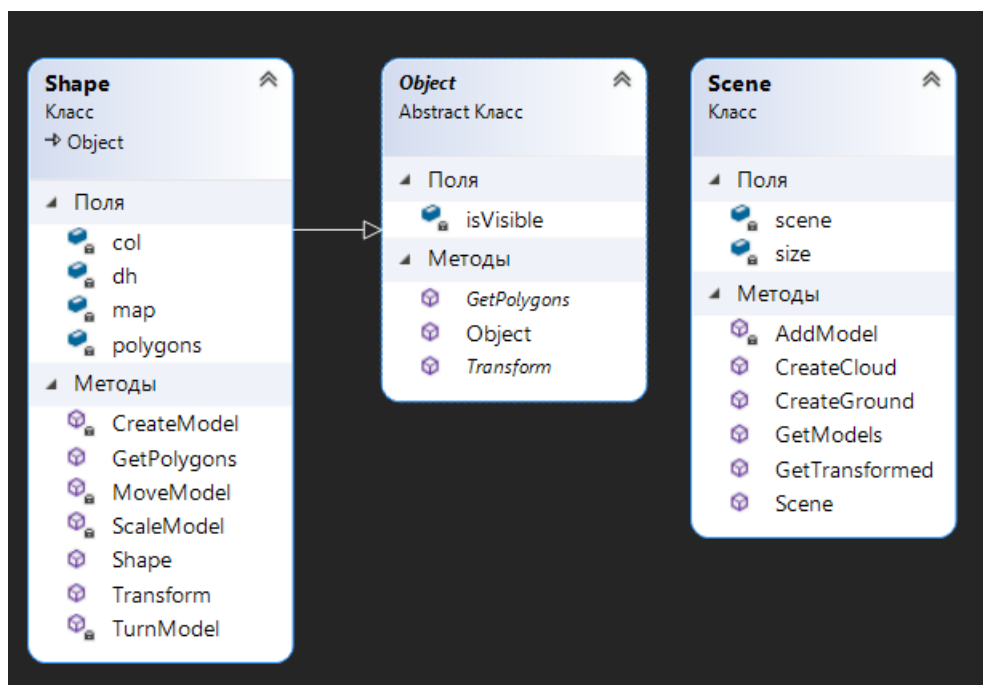 Shape
Класс
Object
Поля
col
dh
map
polygons
Методы
CreateModel
GetPolygons
MoveModel
ScaleModel
Shape
Transform
TurnModel
Object
Abstract Класс
Поля
isVisible
Методы
GetPolygons
Object
Transform
Scene
Класс
Поля
scene
size
Методы
AddModel
CreateCloud
CreateGround
GetModels
GetTransformed
Scene